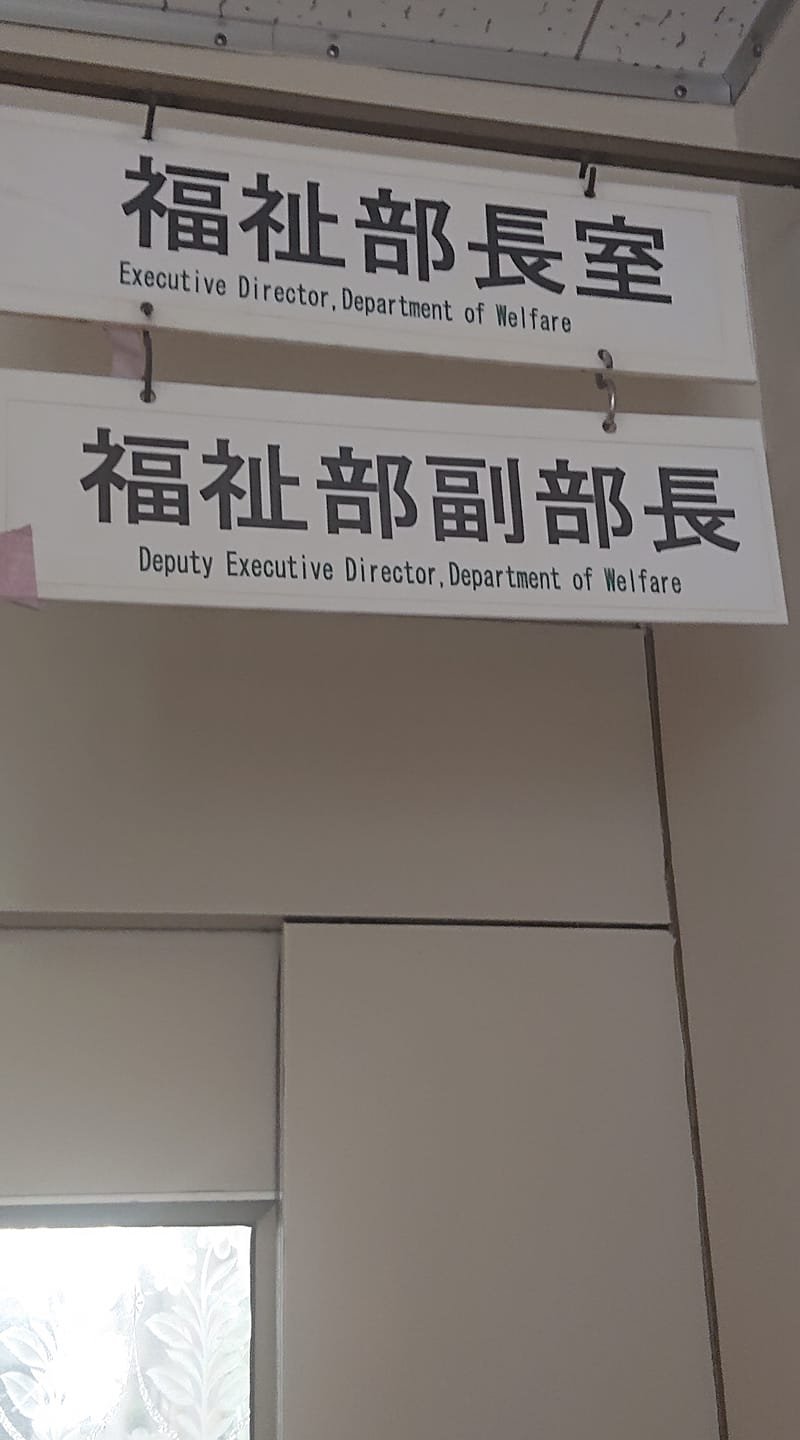 福祉部長室
Executive Director,Department of Welfare
福祉部副部長
Deputy Executive Director,Department of Welfare